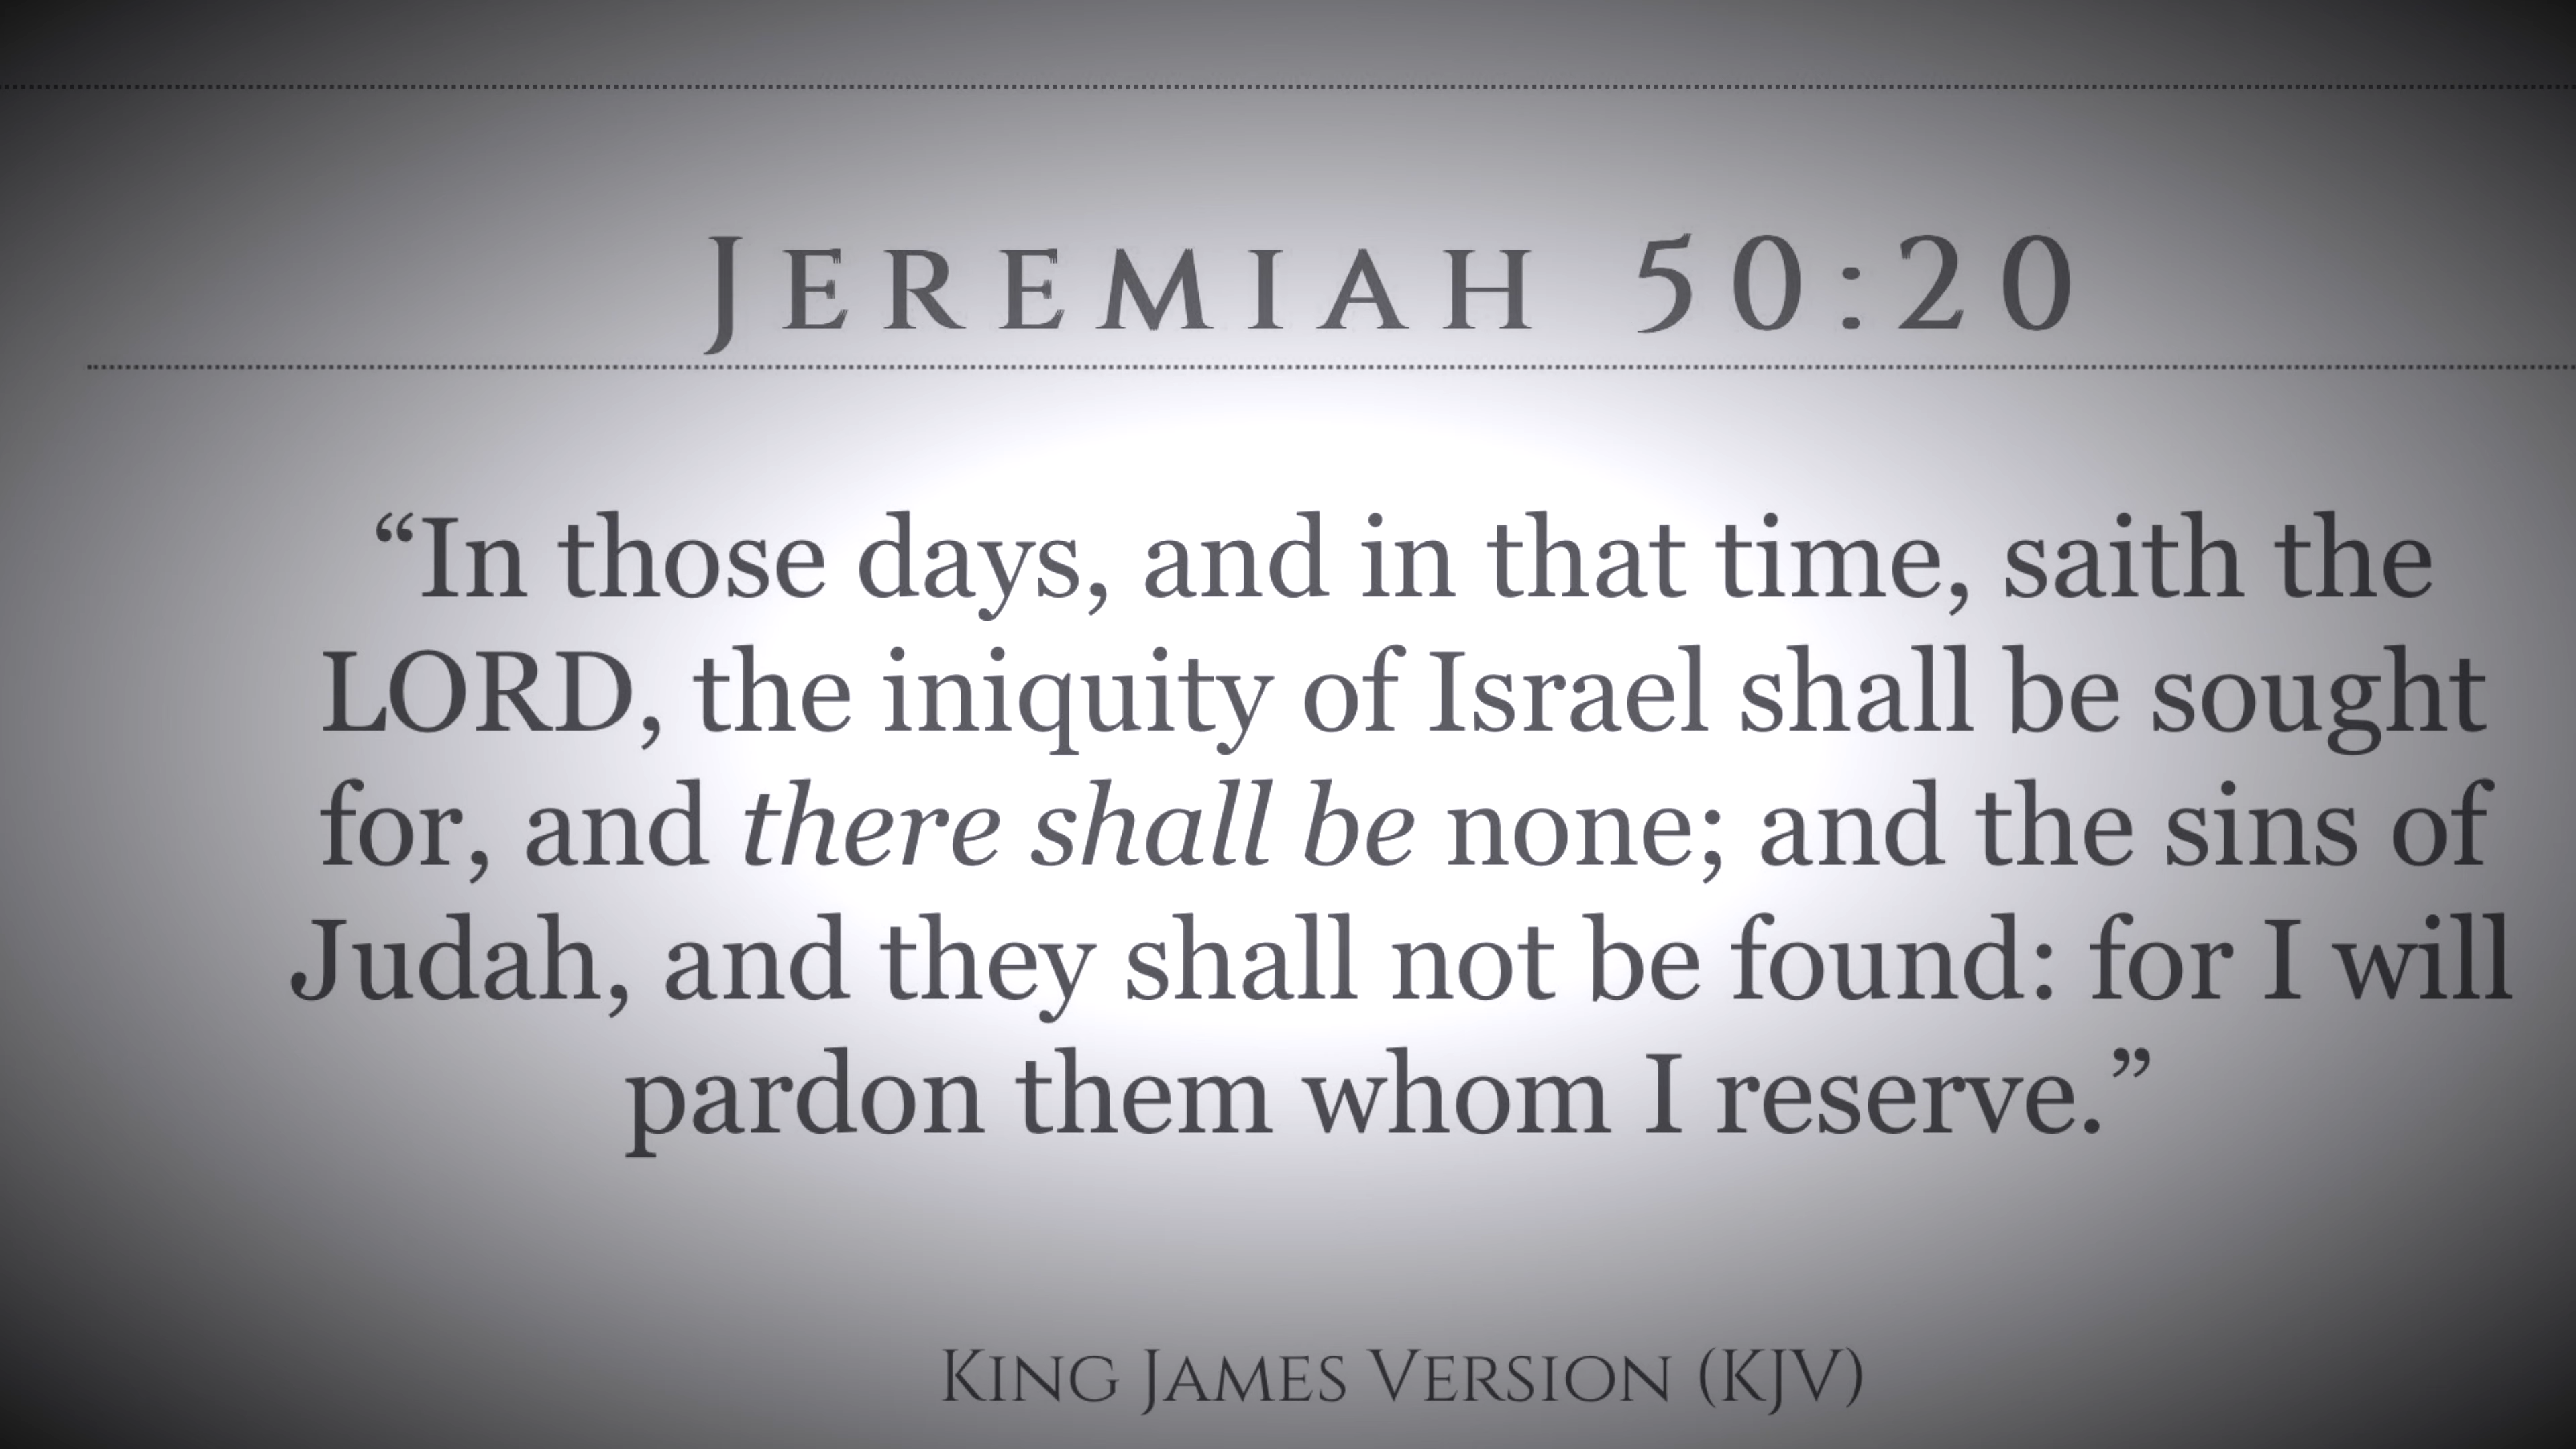 JEREMIAH 50:20
“In those days, and in that time, saith the
LORD, the iniquity of Israel shall be sought
for, and there shall be none; and the sins of
Judah, and they shall not be found: for I will
pardon them whom I reserve.”
KING JAMES VERSION (KJV)